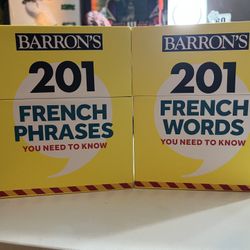 BARRON'S
201
FRENCH
PHRASES
YOU NEED TO KNOW
BARRON'S
201
FRENCH
WORDS
YOU NEED TO KNOW